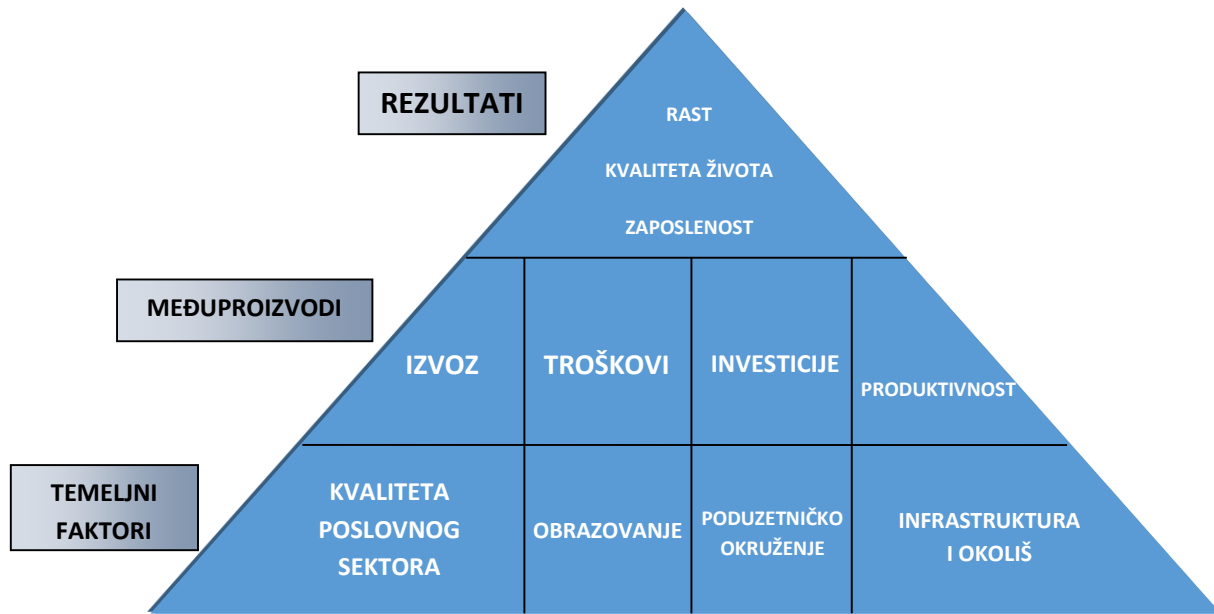 REZULTATI
RAST
KVALITETA ŽIVOTA
ZAPOSLENOST
MEĐUPROIZVODI
IZVOZ
TROŠKOVI
INVESTICIJE
PRODUKTIVNOST
TEMELJNI
FAKTORI
KVALITETA
POSLOVNOG
SEKTORA
OBRAZOVANJE
PODUZETNIČKO
OKRUŽENJE
INFRASTRUKTURA
I OKOLIŠ